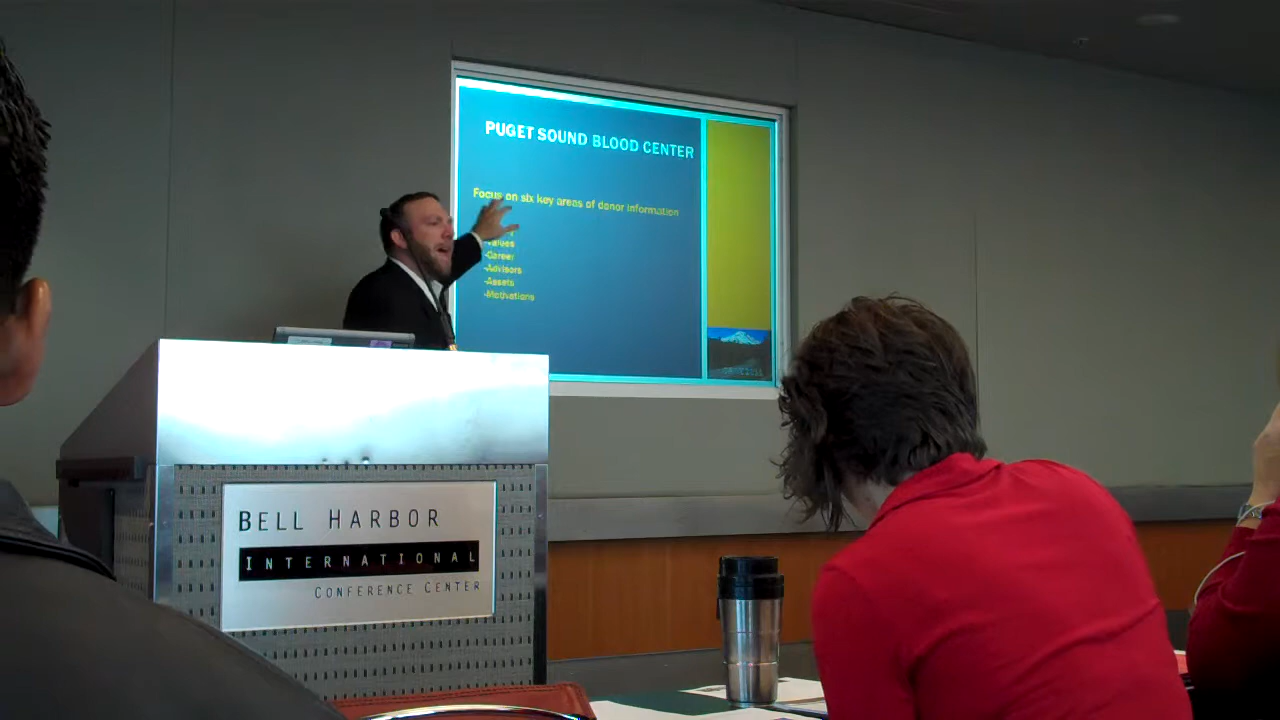 PUGET SOUND BLOOD CENTER
Focus on six key areas of donor information
-Values
-Career
-Advisors
-Assets
-Motivations
BELL HARBOR
INTERNATIONAL
CONFERENCE CENTER